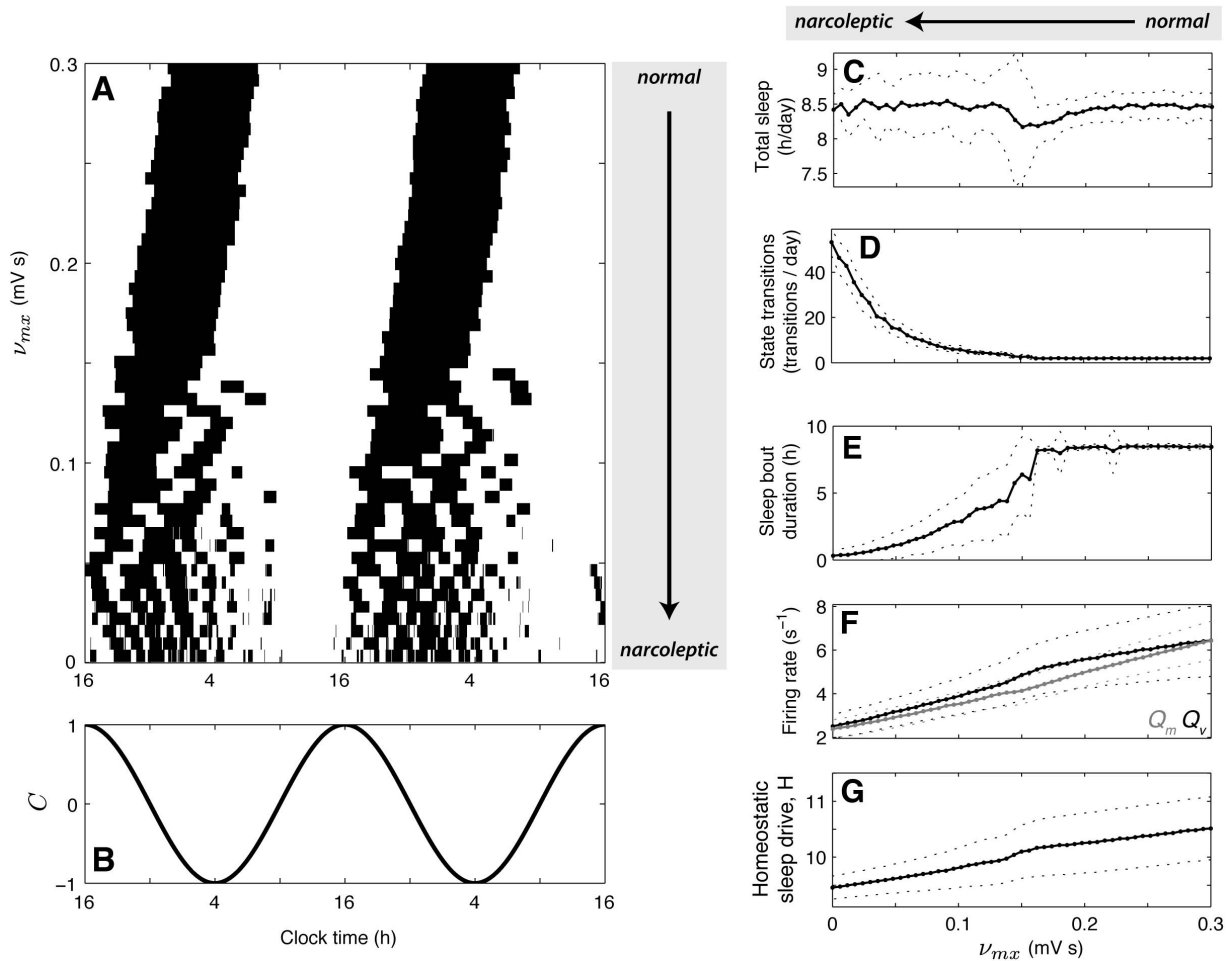 A
0.3
0.2
0.1
0
ν_mx (mV s)
16
4
16
4
16
normal
narcoleptic
B
1
0
−1
C
16
4
16
4
16
Clock time (h)
narcoleptic
normal
C
9
8.5
8
7.5
Total sleep
(h/day)
D
40
20
2
State transitions
(transitions / day)
E
10
5
0
Sleep bout
duration (h)
F
8
6
4
2
Firing rate (s⁻¹)
Q_m Q_v
G
11
10
Homeostatic
sleep drive, H
0
0.1
0.2
0.3
ν_mx (mV s)